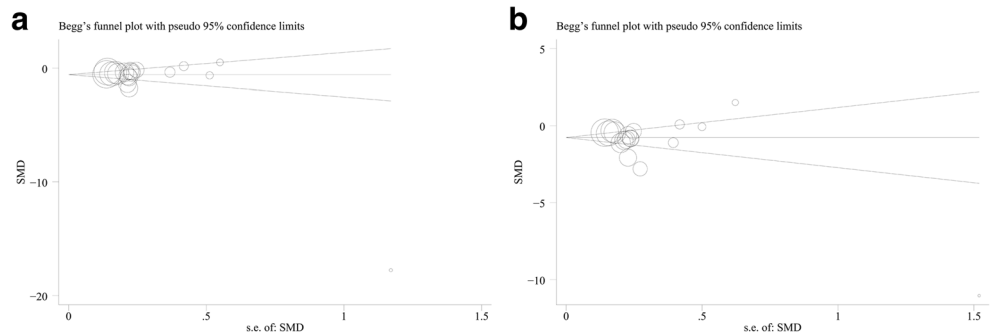 a
Begg's funnel plot with pseudo 95% confidence limits
0
−10
−20
SMD
0
.5
1
1.5
s.e. of: SMD
b
Begg's funnel plot with pseudo 95% confidence limits
5
0
−5
−10
SMD
0
.5
1
1.5
s.e. of: SMD